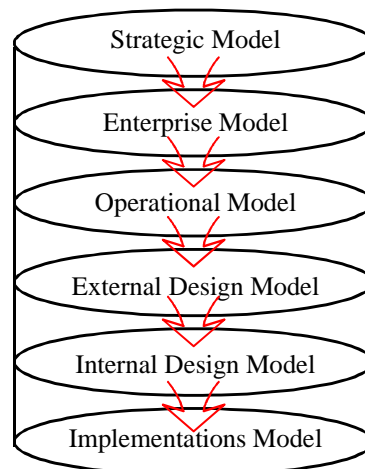 Strategic Model
Enterprise Model
Operational Model
External Design Model
Internal Design Model
Implementations Model